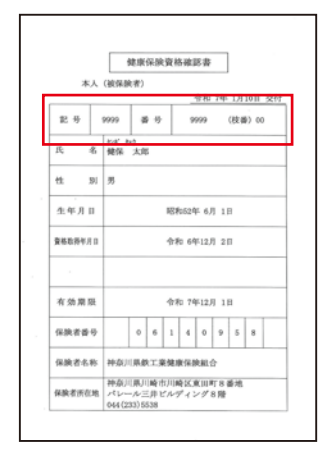 健康保険資格確認書
本人（被保険者）
令和 7年 1月10日 交付
記号 9999 番号 9999 （枝番）00
氏名 健保 太郎
性別 男
生年月日 昭和52年 6月 1日
資格取得年月日 令和 6年12月 2日
有効期限 令和 7年12月 1日
保険者番号 0 6 1 4 0 9 5 8
保険者名称 神奈川県鉄工業健康保険組合
保険者所在地 神奈川県川崎市川崎区東田町8番地
パレール三井ビルディング8階
044(233)5538